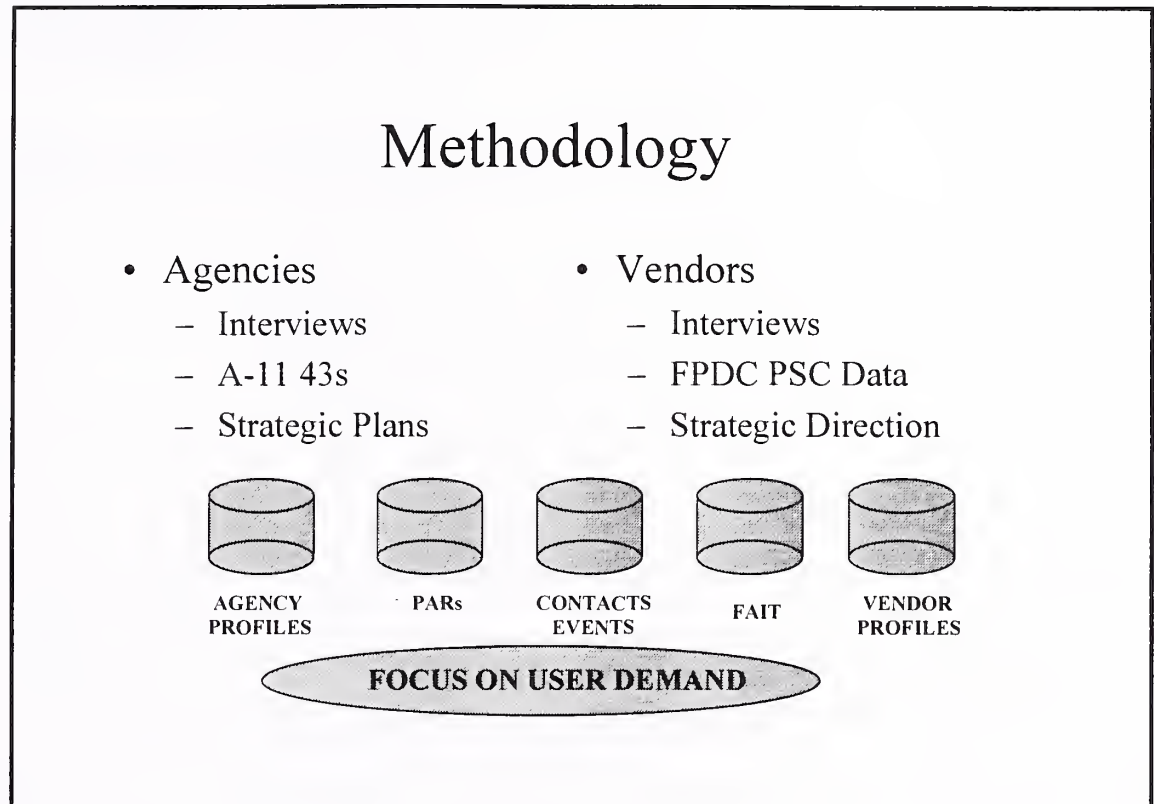 Methodology
• Agencies
– Interviews
– A-11 43s
– Strategic Plans
• Vendors
– Interviews
– FPDC PSC Data
– Strategic Direction
AGENCY
PROFILES
PARs
CONTACTS
EVENTS
FAIT
VENDOR
PROFILES
FOCUS ON USER DEMAND